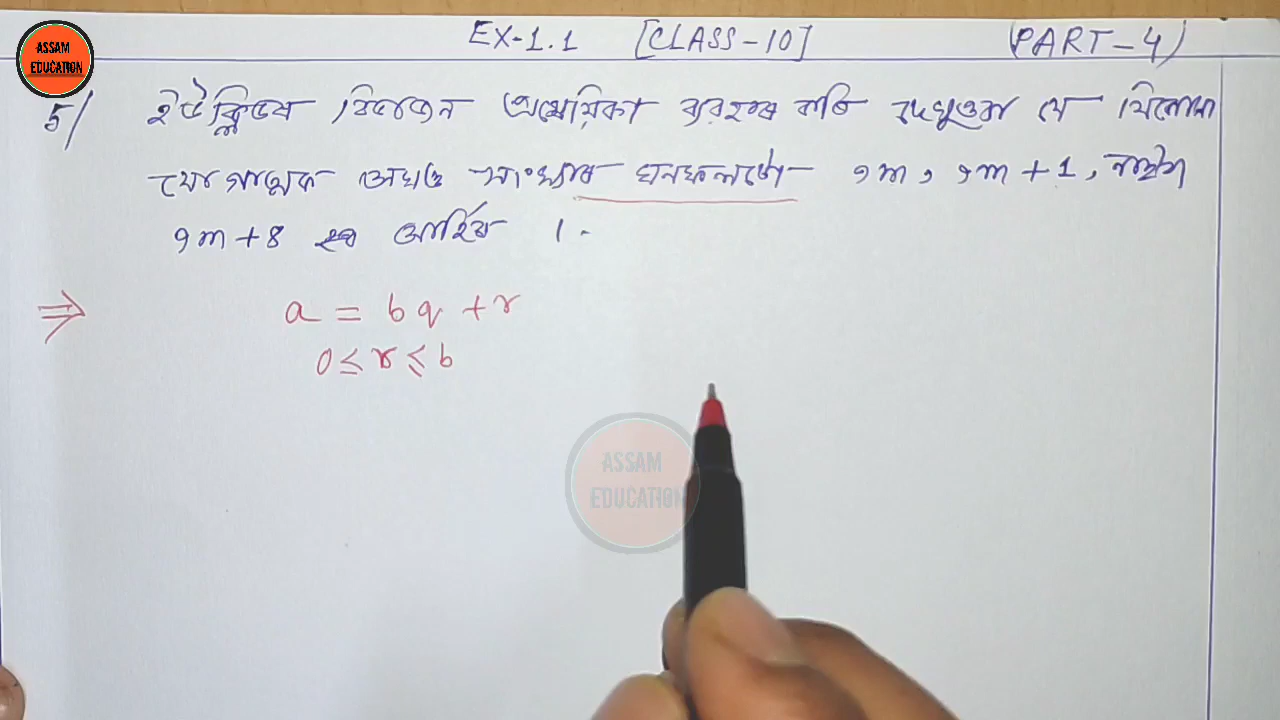 ASSAM
EDUCATION
EX-1.1 [CLASS-10] (PART-4)
5/ ইউক্লিডৰ বিভাজন প্ৰমেয়িকা ব্যৱহাৰ কৰি দেখুওৱা যে যিকোনো
যোগাত্মক অখণ্ড সংখ্যাৰ ঘনফলটো 9m, 9m+1, নাইবা
9m+8 ৰ আৰ্হিৰ ।
⇒ a = bq + r
0 ≤ r ≤ b
ASSAM
EDUCATION